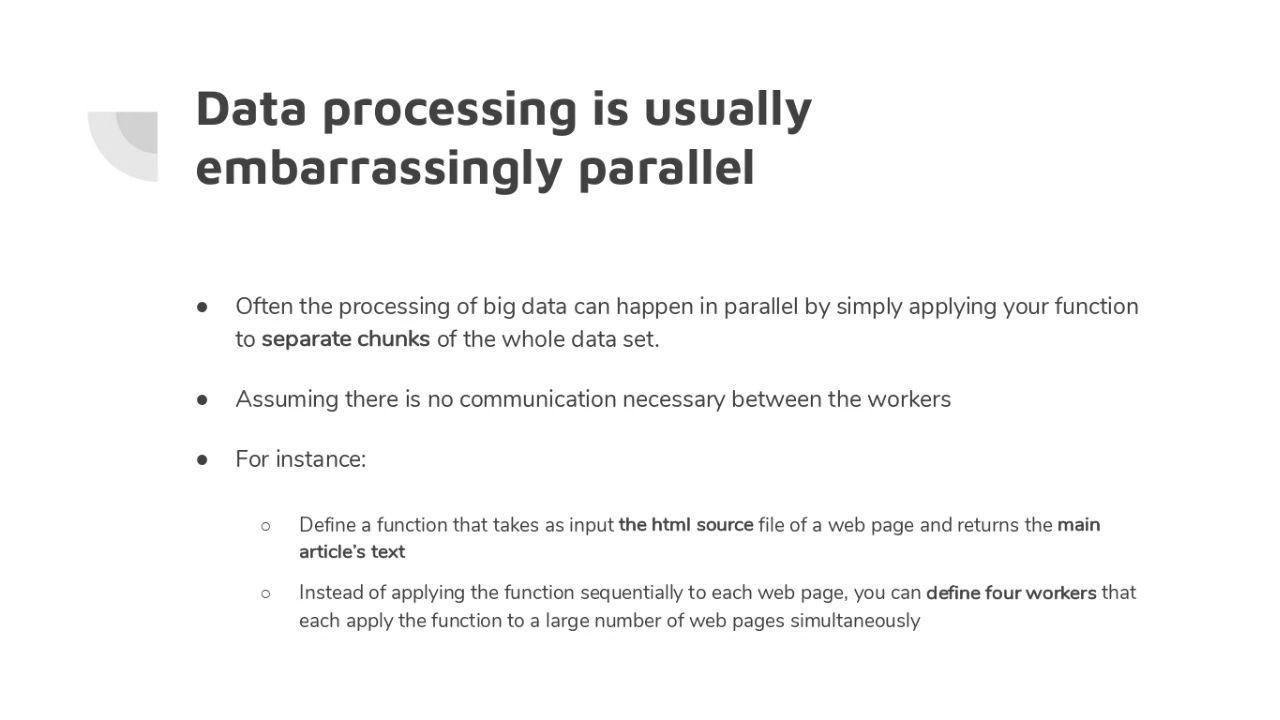 Data processing is usually
embarrassingly parallel
● Often the processing of big data can happen in parallel by simply applying your function
to separate chunks of the whole data set.
● Assuming there is no communication necessary between the workers
● For instance:
○ Define a function that takes as input the html source file of a web page and returns the main
article’s text
○ Instead of applying the function sequentially to each web page, you can define four workers that
each apply the function to a large number of web pages simultaneously